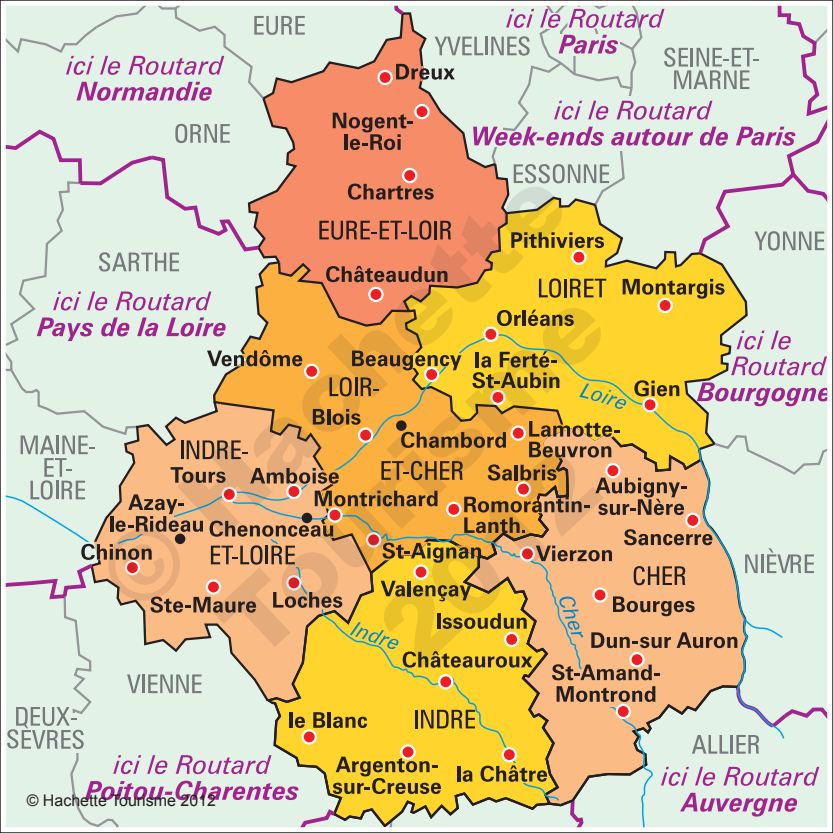 EURE
YVELINES
ici le Routard
Paris
SEINE-ET-
MARNE
ici le Routard
Normandie
Dreux
ORNE
Nogent-
le-Roi
ici le Routard
Week-ends autour de Paris
ESSONNE
Chartres
EURE-ET-LOIR
Pithiviers
YONNE
SARTHE
Châteaudun
LOIRET
Montargis
ici le Routard
Pays de la Loire
Orléans
ici le
Routard
Bourgogne
Vendôme
Beaugency
la Ferté-
St-Aubin
LOIR-
Loire
Gien
Blois
Chambord
Lamotte-
Beuvron
MAINE-
ET-
LOIRE
INDRE-
Tours
Amboise
ET-CHER
Salbris
Aubigny-
sur-Nère
Azay-
le-Rideau
Chenonceau
Montrichard
Romorantin-
Lanth.
Sancerre
Chinon
ET-LOIRE
St-Aignan
Vierzon
NIÈVRE
Ste-Maure
Loches
Valençay
CHER
Bourges
Cher
Indre
Issoudun
Dun-sur Auron
Châteauroux
St-Amand-
Montrond
VIENNE
DEUX-
SÈVRES
le Blanc
INDRE
ALLIER
ici le Routard
Poitou-Charentes
Argenton-
sur-Creuse
la Châtre
ici le Routard
Auvergne
© Hachette Tourisme 2012
© Hachette
Tourisme
2012